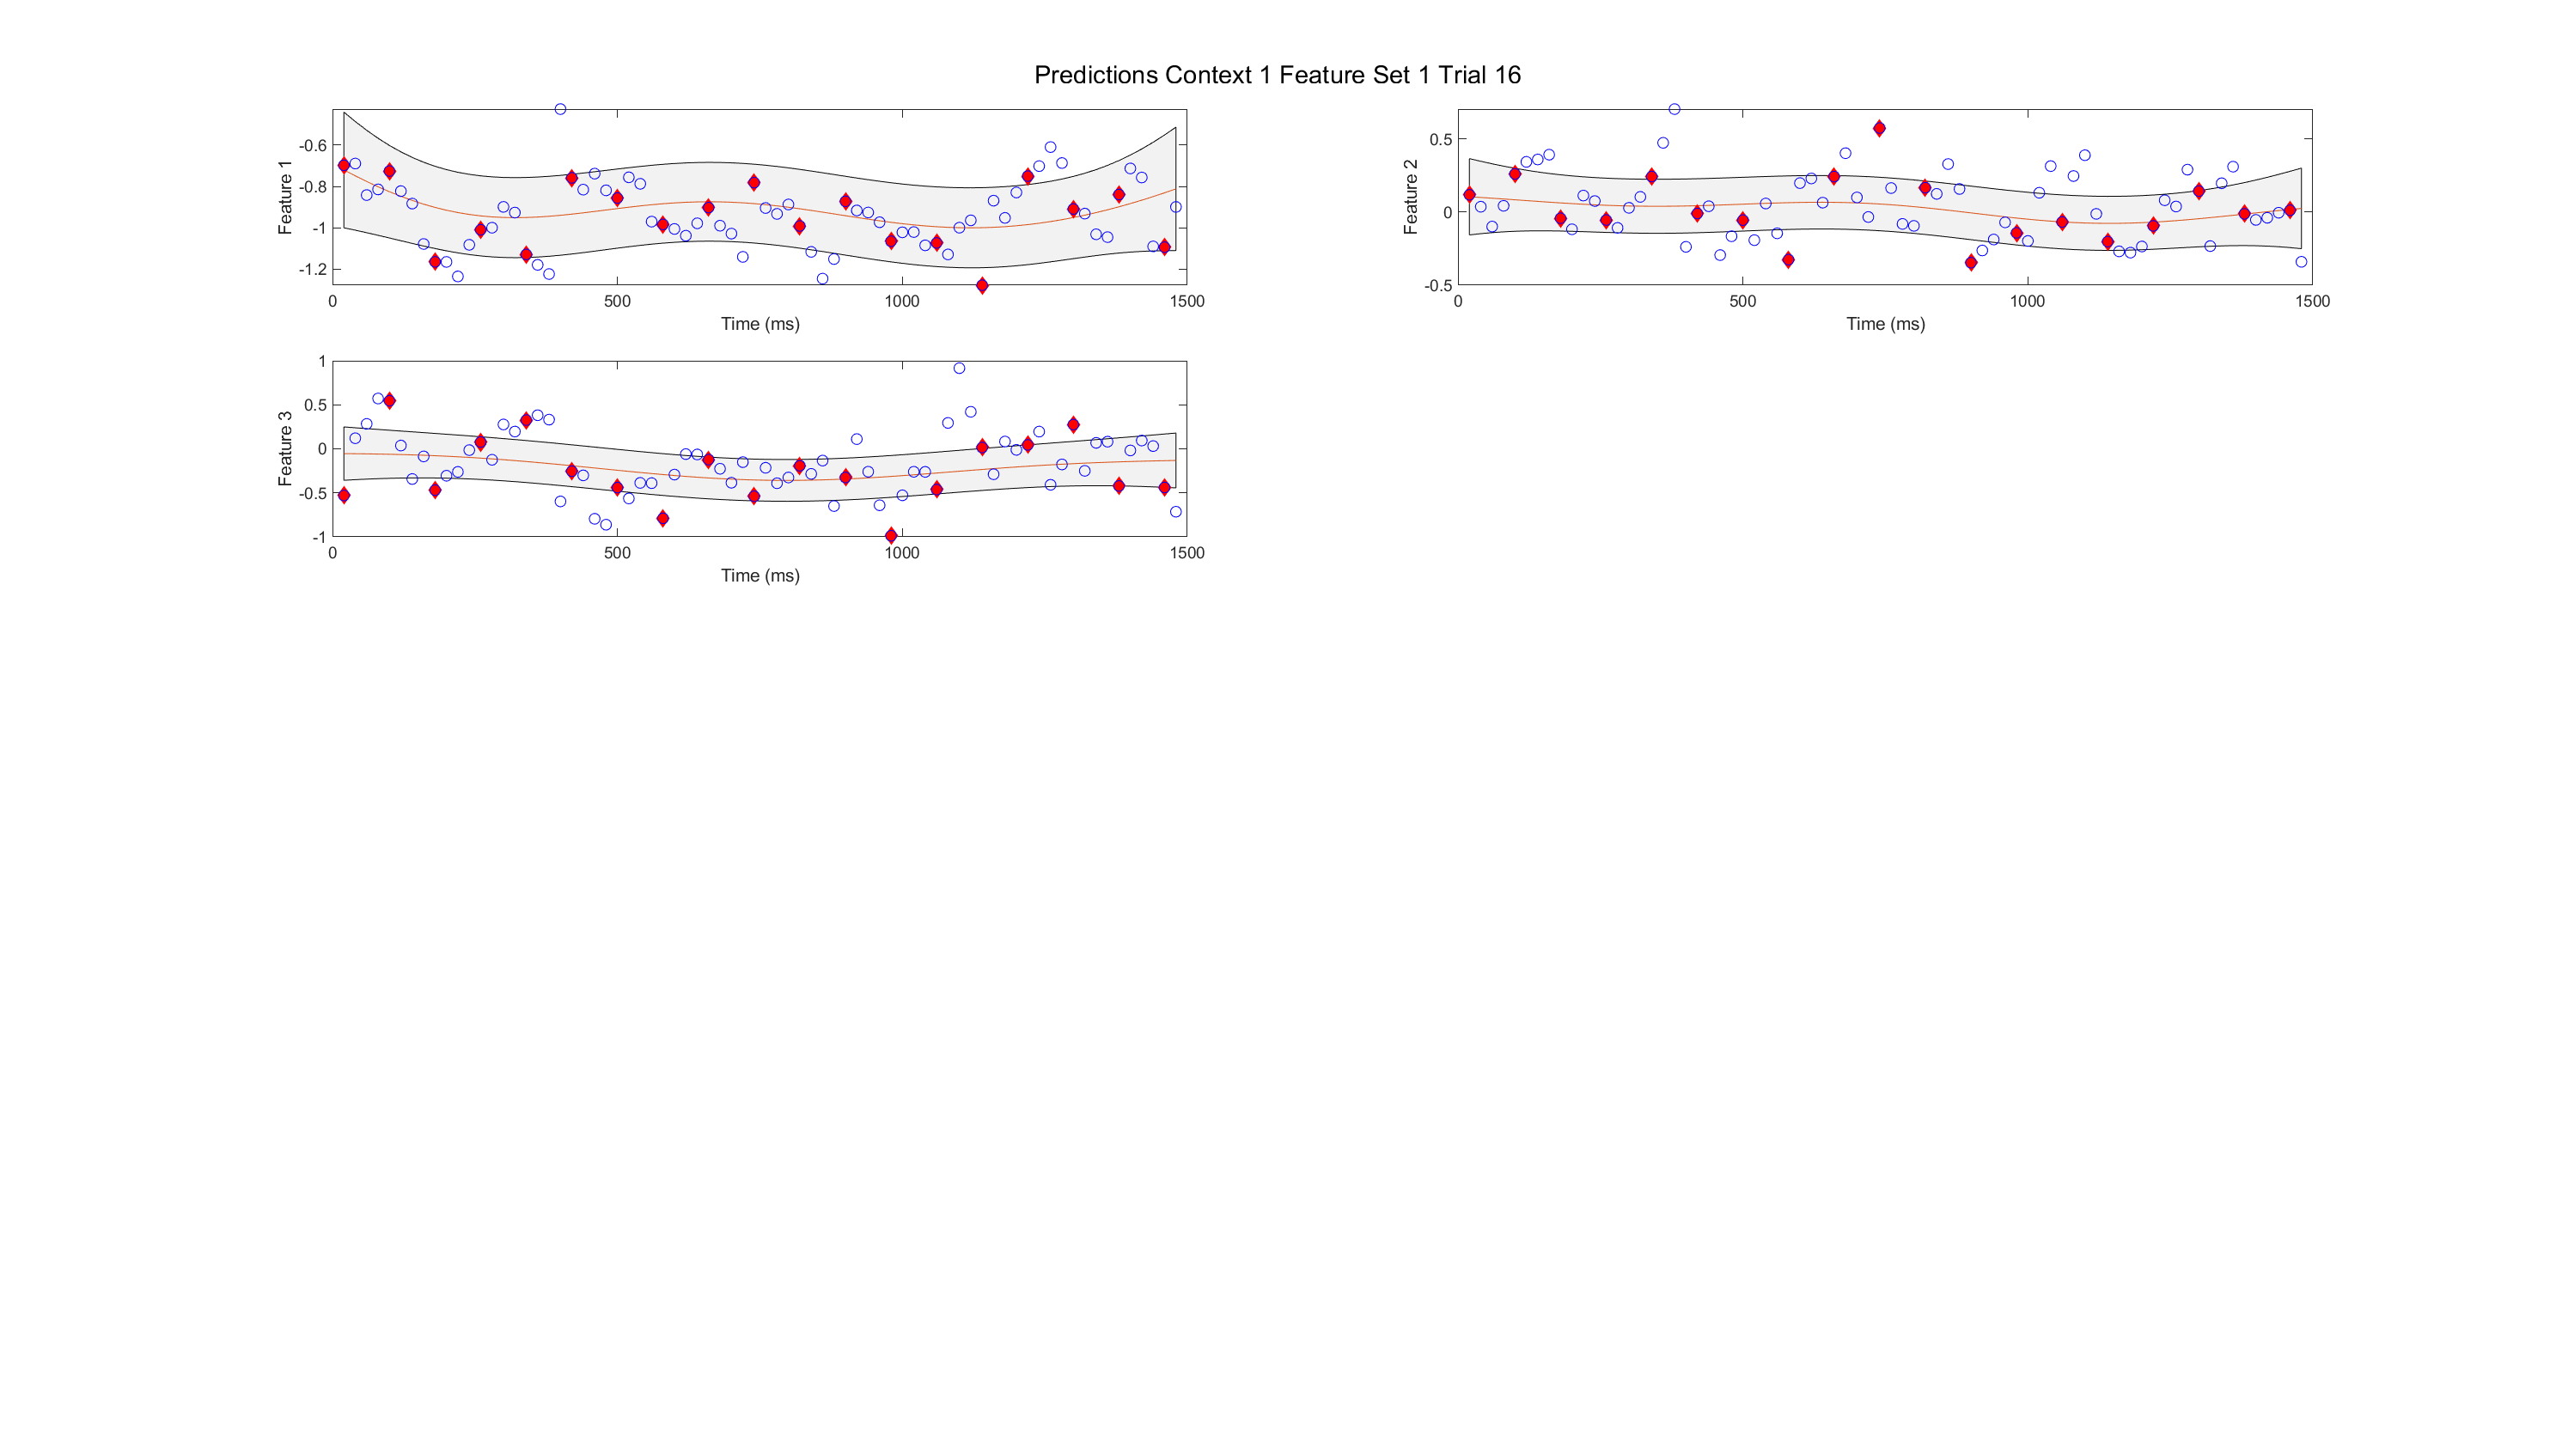 Predictions Context 1 Feature Set 1 Trial 16
Feature 1
-0.6
-0.8
-1
-1.2
0 500 1000 1500
Time (ms)
Feature 2
0.5
0
-0.5
0 500 1000 1500
Time (ms)
Feature 3
1
0.5
0
-0.5
-1
0 500 1000 1500
Time (ms)